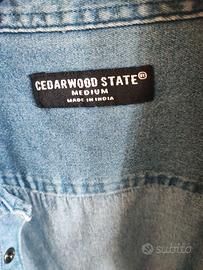 CEDARWOOD STATE®
MEDIUM
MADE IN INDIA
subito